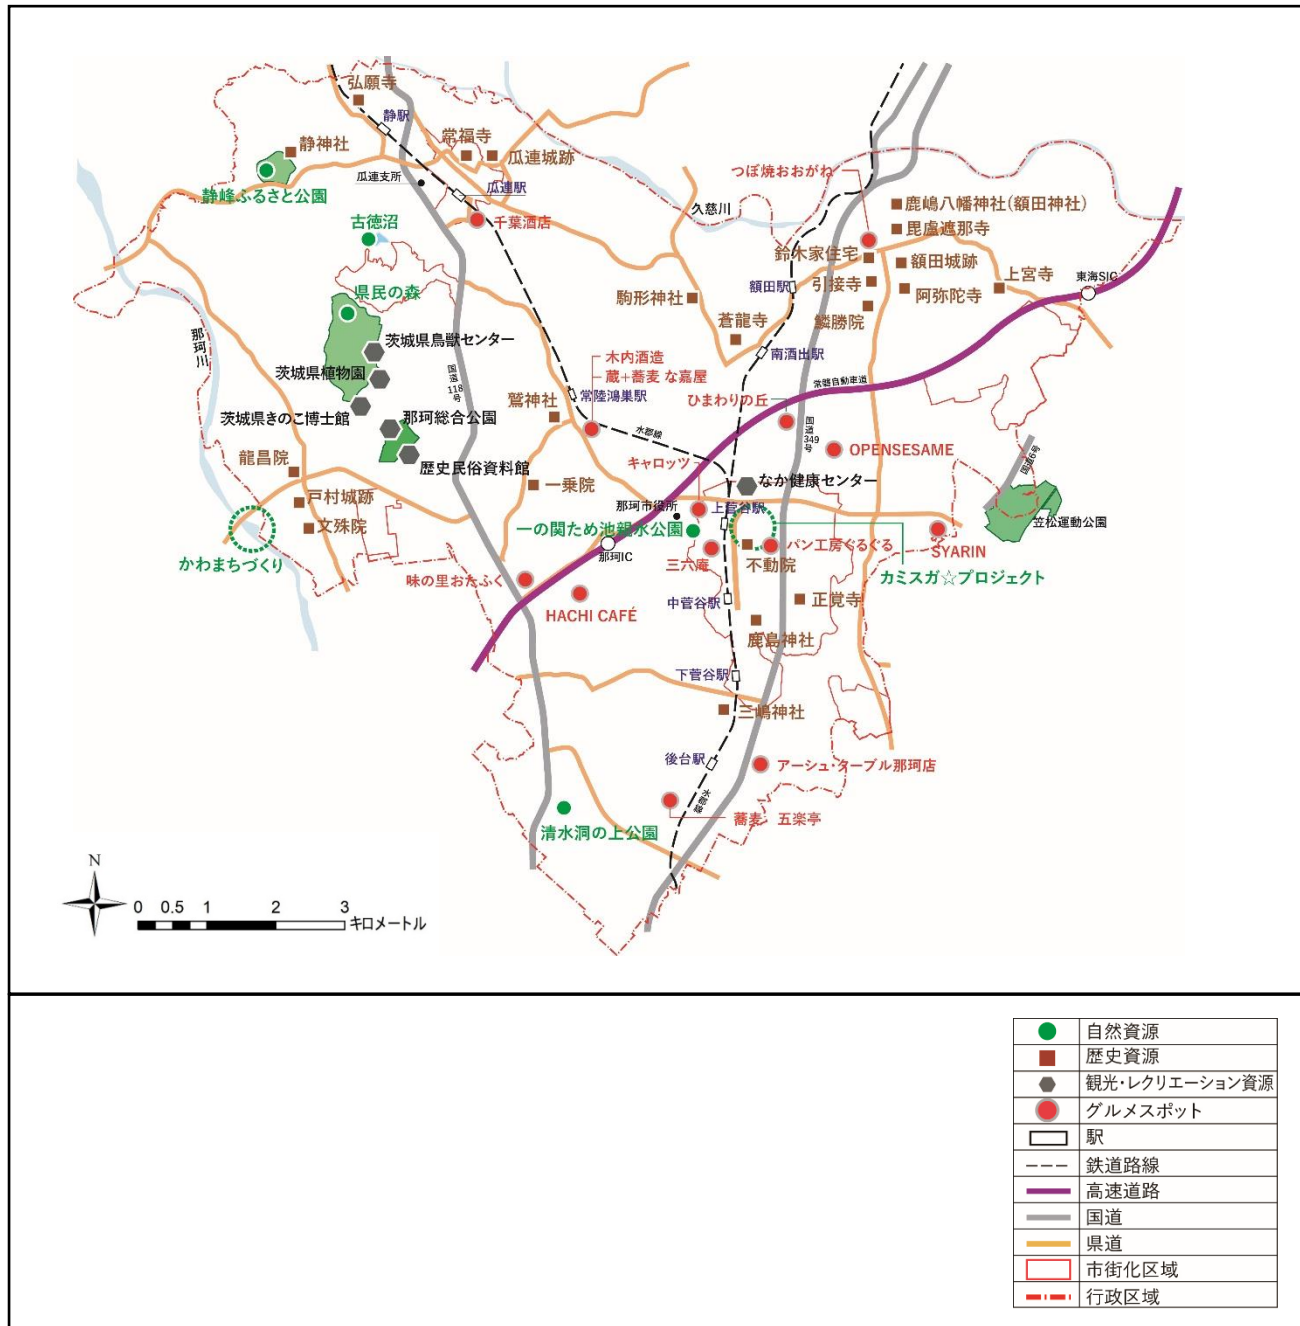 弘願寺
静駅
常福寺
静神社
瓜連城跡
瓜連支所
瓜連駅
静峰ふるさと公園
千葉酒店
古徳沼
久慈川
つぼ焼おおがね
鹿嶋八幡神社(額田神社)
毘盧遮那寺
鈴木家住宅
額田城跡
上宮寺
東海SIC
引接寺
阿弥陀寺
額田駅
駒形神社
鱗勝院
蒼龍寺
県民の森
那珂川
茨城県鳥獣センター
南酒出駅
木内酒造
蔵+蕎麦 な嘉屋
国道118号
茨城県植物園
常磐自動車道
常陸鴻巣駅
ひまわりの丘
鷲神社
茨城県きのこ博士館
那珂総合公園
水郡線
国道349号
OPENSESAME
龍昌院
歴史民俗資料館
キャロッツ
国道6号
なか健康センター
一乗院
戸村城跡
那珂市役所
上菅谷駅
文殊院
一の関ため池親水公園
笠松運動公園
パン工房ぐるぐる
SYARIN
那珂IC
三六庵
不動院
かわまちづくり
カミスガ☆プロジェクト
味の里おたふく
HACHI CAFÉ
中菅谷駅
正覚寺
鹿島神社
下菅谷駅
三嶋神社
後台駅
アーシュ・ターブル那珂店
水郡線
蕎麦 五楽亭
清水洞の上公園
N
0 0.5 1 2 3
キロメートル
自然資源
歴史資源
観光・レクリエーション資源
グルメスポット
駅
鉄道路線
高速道路
国道
県道
市街化区域
行政区域